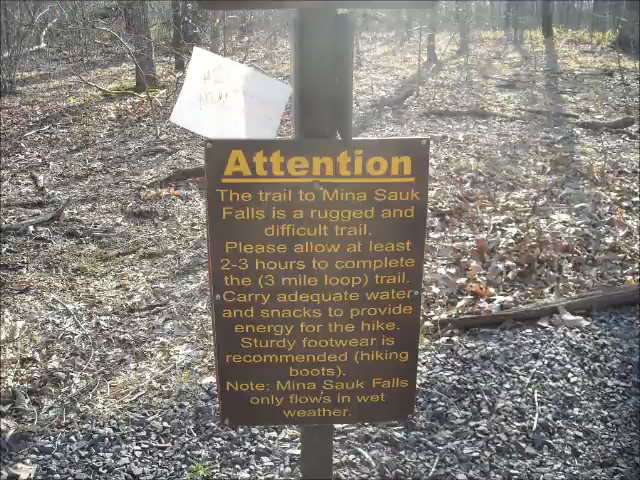 Attention
The trail to Mina Sauk
Falls is a rugged and
difficult trail.
Please allow at least
2-3 hours to complete
the (3 mile loop) trail.
Carry adequate water
and snacks to provide
energy for the hike.
Sturdy footwear is
recommended (hiking
boots).
Note: Mina Sauk Falls
only flows in wet
weather.